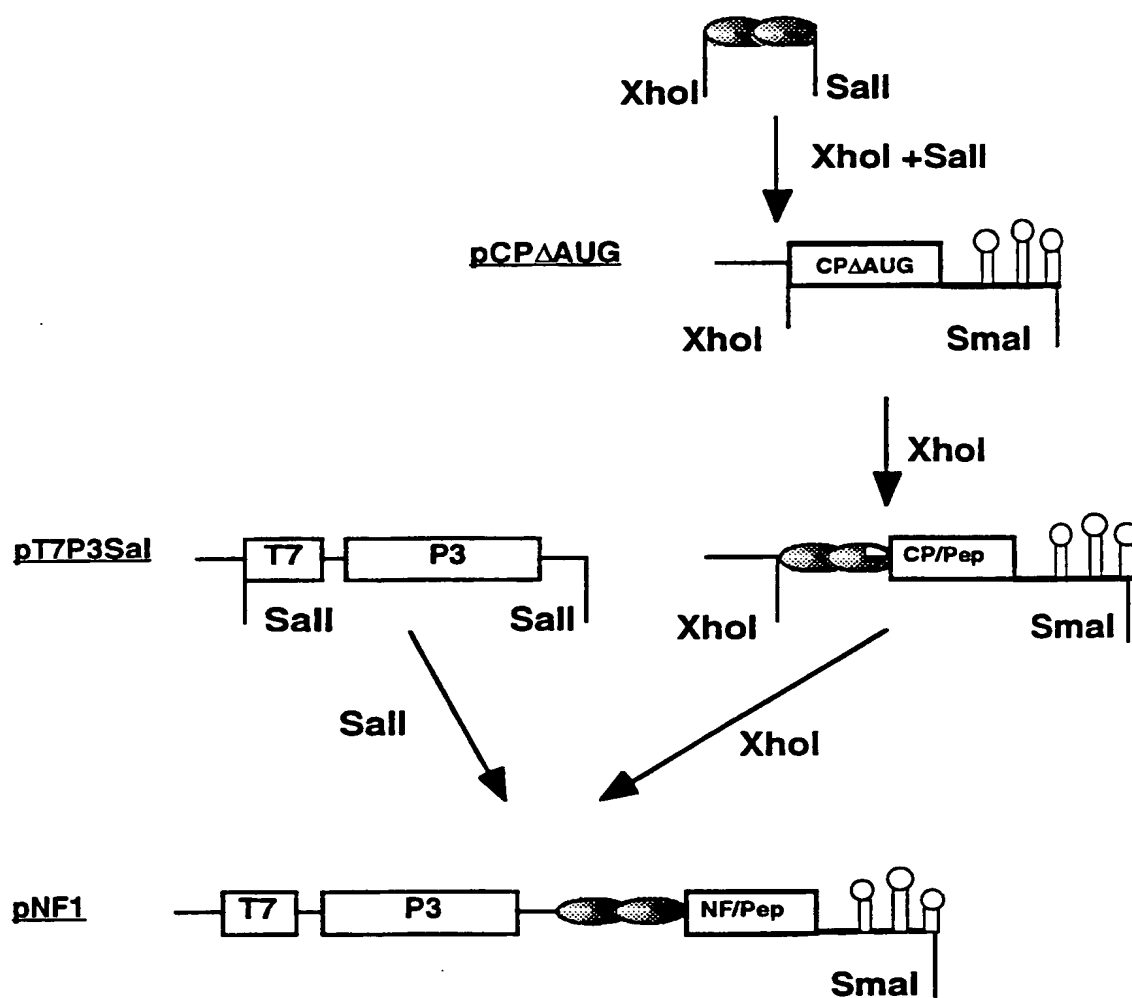 XhoI SalI
XhoI +SalI
pCPΔAUG
CPΔAUG
XhoI SmaI
XhoI
pT7P3Sal
T7 P3
CP/Pep
SalI SalI
XhoI SmaI
SalI
XhoI
pNF1
T7 P3 NF/Pep
SmaI